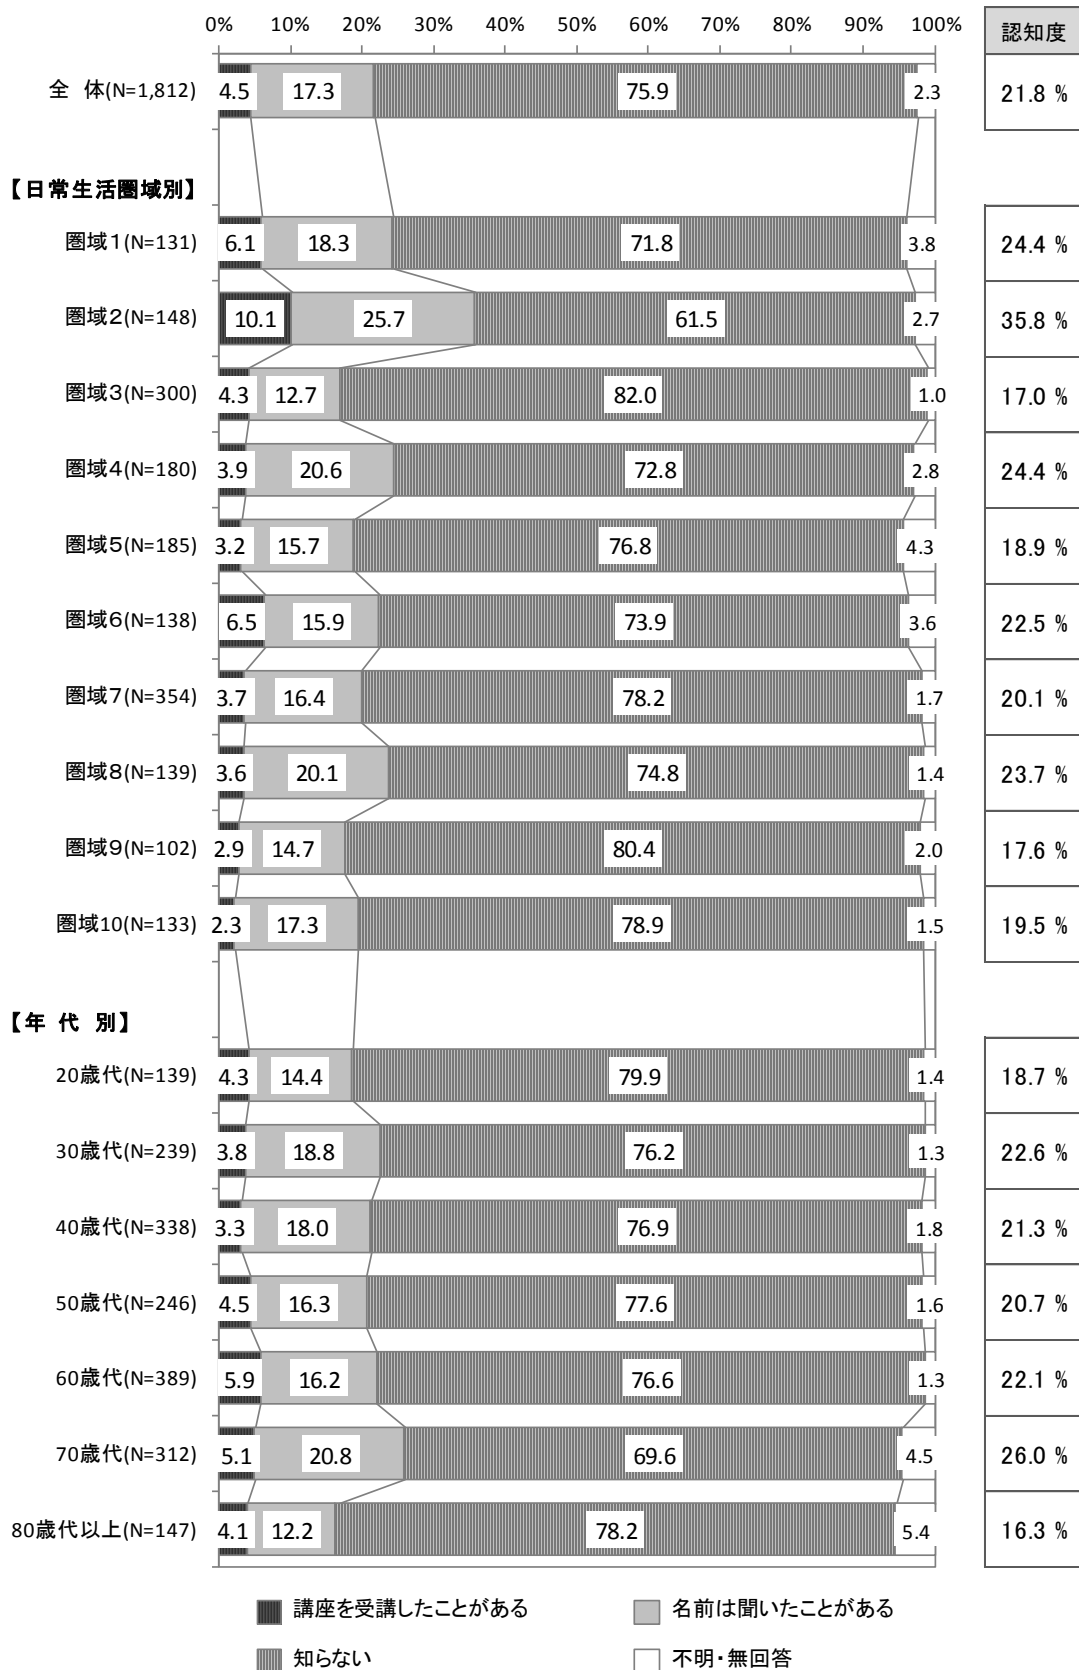 0% 10% 20% 30% 40% 50% 60% 70% 80% 90% 100% 認知度
全 体(N=1,812) 4.5 17.3 75.9 2.3 21.8 %
【日常生活圏域別】
圏域1(N=131) 6.1 18.3 71.8 3.8 24.4 %
圏域2(N=148) 10.1 25.7 61.5 2.7 35.8 %
圏域3(N=300) 4.3 12.7 82.0 1.0 17.0 %
圏域4(N=180) 3.9 20.6 72.8 2.8 24.4 %
圏域5(N=185) 3.2 15.7 76.8 4.3 18.9 %
圏域6(N=138) 6.5 15.9 73.9 3.6 22.5 %
圏域7(N=354) 3.7 16.4 78.2 1.7 20.1 %
圏域8(N=139) 3.6 20.1 74.8 1.4 23.7 %
圏域9(N=102) 2.9 14.7 80.4 2.0 17.6 %
圏域10(N=133) 2.3 17.3 78.9 1.5 19.5 %
【年 代 別】
20歳代(N=139) 4.3 14.4 79.9 1.4 18.7 %
30歳代(N=239) 3.8 18.8 76.2 1.3 22.6 %
40歳代(N=338) 3.3 18.0 76.9 1.8 21.3 %
50歳代(N=246) 4.5 16.3 77.6 1.6 20.7 %
60歳代(N=389) 5.9 16.2 76.6 1.3 22.1 %
70歳代(N=312) 5.1 20.8 69.6 4.5 26.0 %
80歳代以上(N=147) 4.1 12.2 78.2 5.4 16.3 %
講座を受講したことがある 名前は聞いたことがある
知らない 不明・無回答